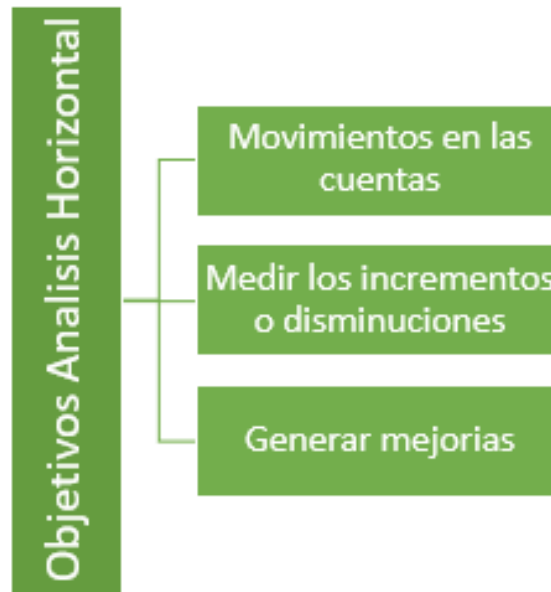 Objetivos Analisis Horizontal
Movimientos en las
cuentas
Medir los incrementos
o disminuciones
Generar mejorias